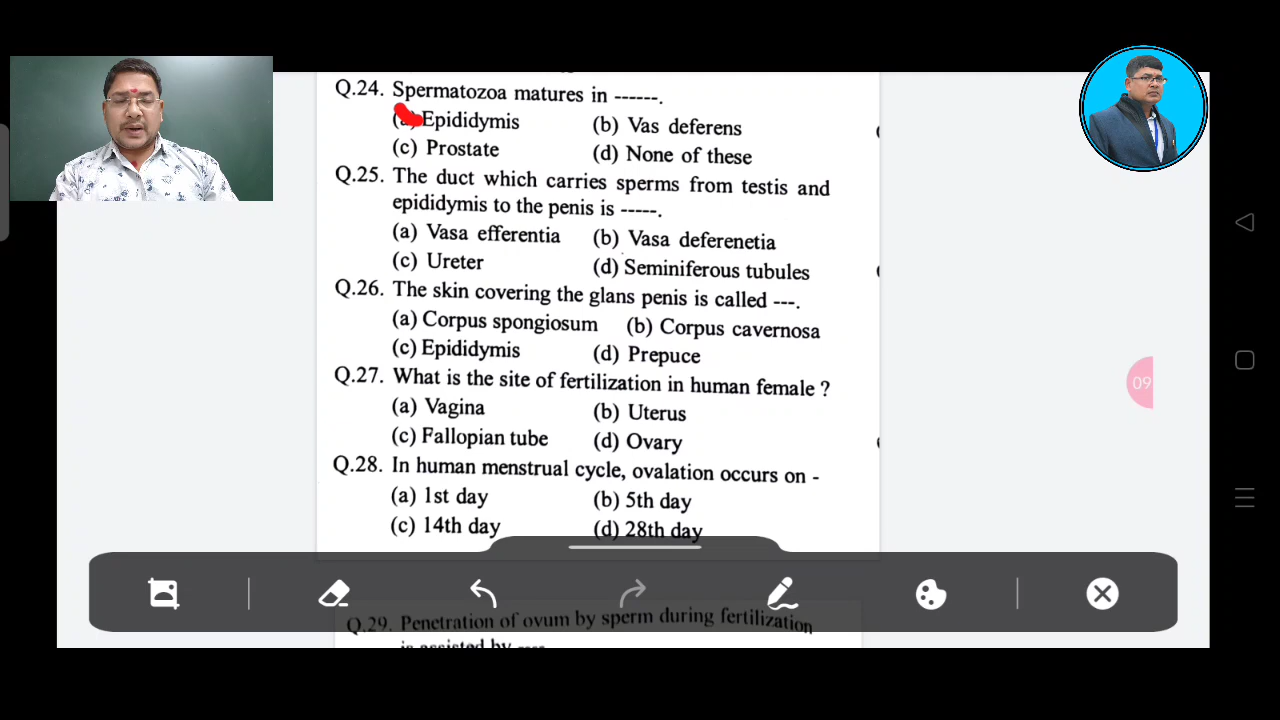 Q.24. Spermatozoa matures in ------.
(a) Epididymis (b) Vas deferens
(c) Prostate (d) None of these
Q.25. The duct which carries sperms from testis and
epididymis to the penis is -----.
(a) Vasa efferentia (b) Vasa deferenetia
(c) Ureter (d) Seminiferous tubules
Q.26. The skin covering the glans penis is called ---.
(a) Corpus spongiosum (b) Corpus cavernosa
(c) Epididymis (d) Prepuce
Q.27. What is the site of fertilization in human female ?
(a) Vagina (b) Uterus
(c) Fallopian tube (d) Ovary
Q.28. In human menstrual cycle, ovalation occurs on -
(a) 1st day (b) 5th day
(c) 14th day (d) 28th day
Q.29. Penetration of ovum by sperm during fertilization
is assisted by ----
09